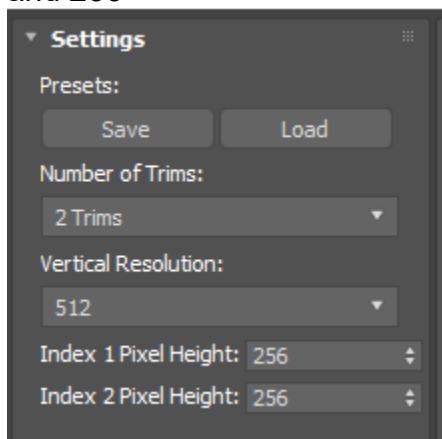 Settings
Presets:
Save Load
Number of Trims:
2 Trims
Vertical Resolution:
512
Index 1 Pixel Height: 256
Index 2 Pixel Height: 256